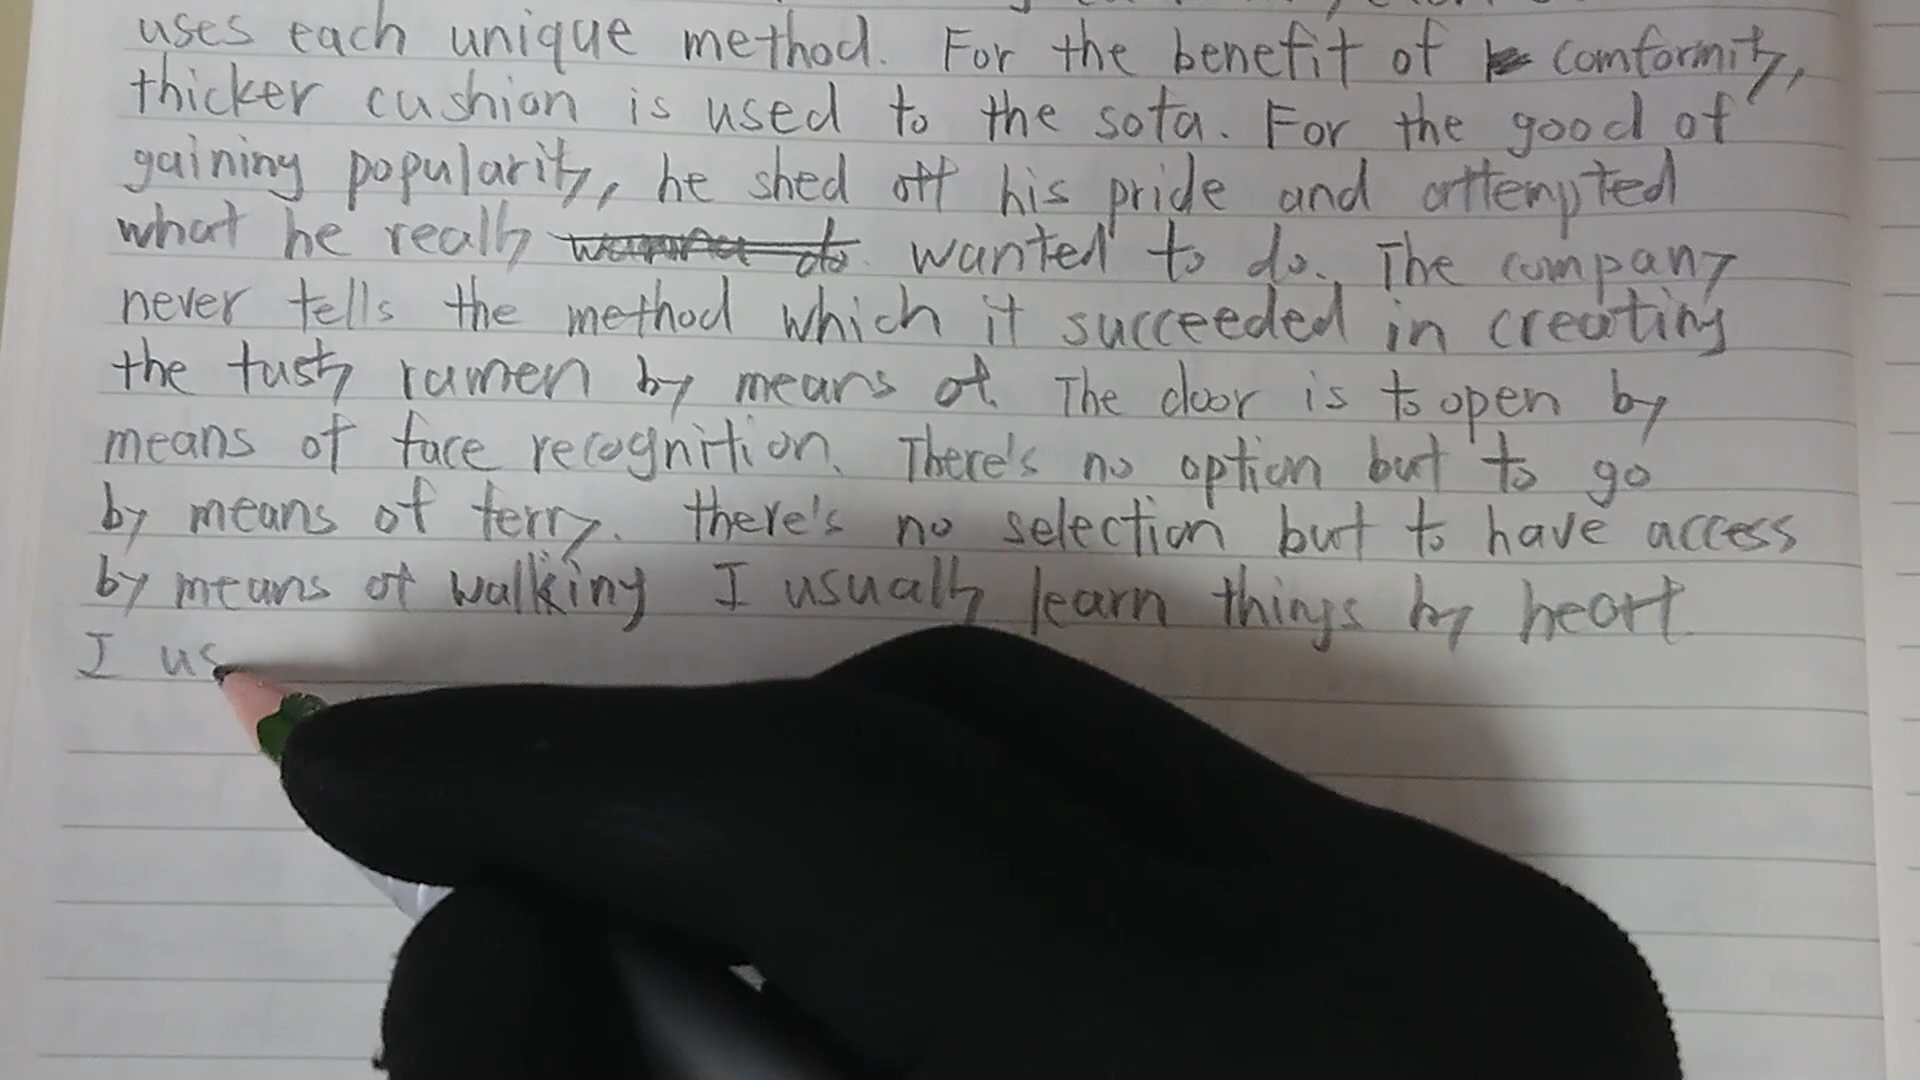 uses each unique method. For the benefit of comformity,
thicker cushion is used to the sofa. For the good of
gaining popularity, he shed off his pride and attempted
what he really wanna do wanted to do. The company
never tells the method which it succeeded in creating
the tasty ramen by means of. The door is to open by
means of face recognition. There's no option but to go
by means of ferry. there's no selection but to have access
by means of walking I usually learn things by heart
I us